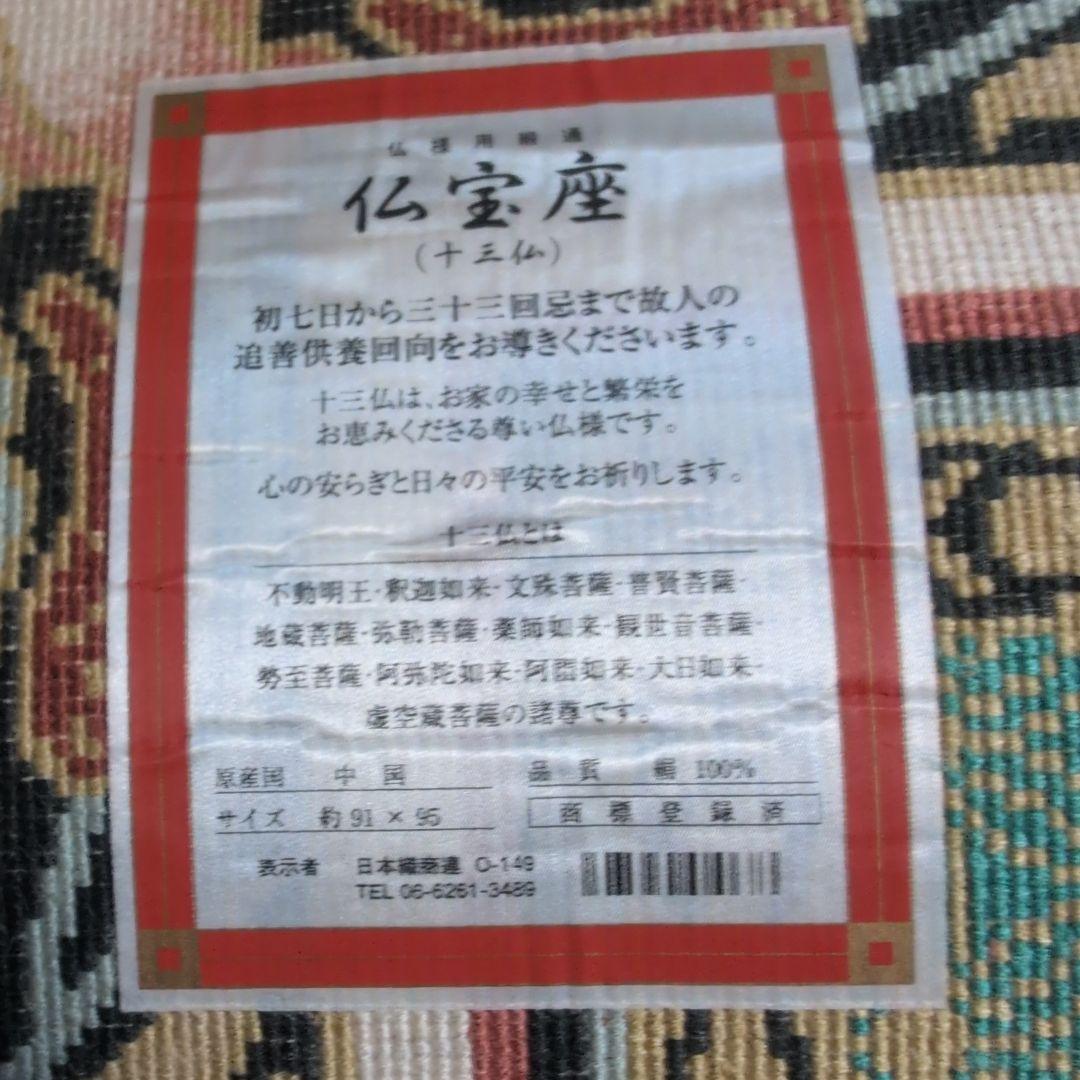 仏様用緞通
仏宝座
(十三仏)
初七日から三十三回忌まで故人の
追善供養回向をお導きくださいます。
十三仏は、お家の幸せと繁栄を
お恵みくださる尊い仏様です。
心の安らぎと日々の平安をお祈りします。
十三仏とは
不動明王・釈迦如来・文殊菩薩・普賢菩薩・
地蔵菩薩・弥勒菩薩・薬師如来・観世音菩薩・
勢至菩薩・阿弥陀如来・阿閦如来・大日如来・
虚空蔵菩薩の諸尊です。
原産国 中国
品質 絹 100%
サイズ 約 91 × 95
商標登録済
表示者 日本織商連 O-149
TEL 06-6261-3489